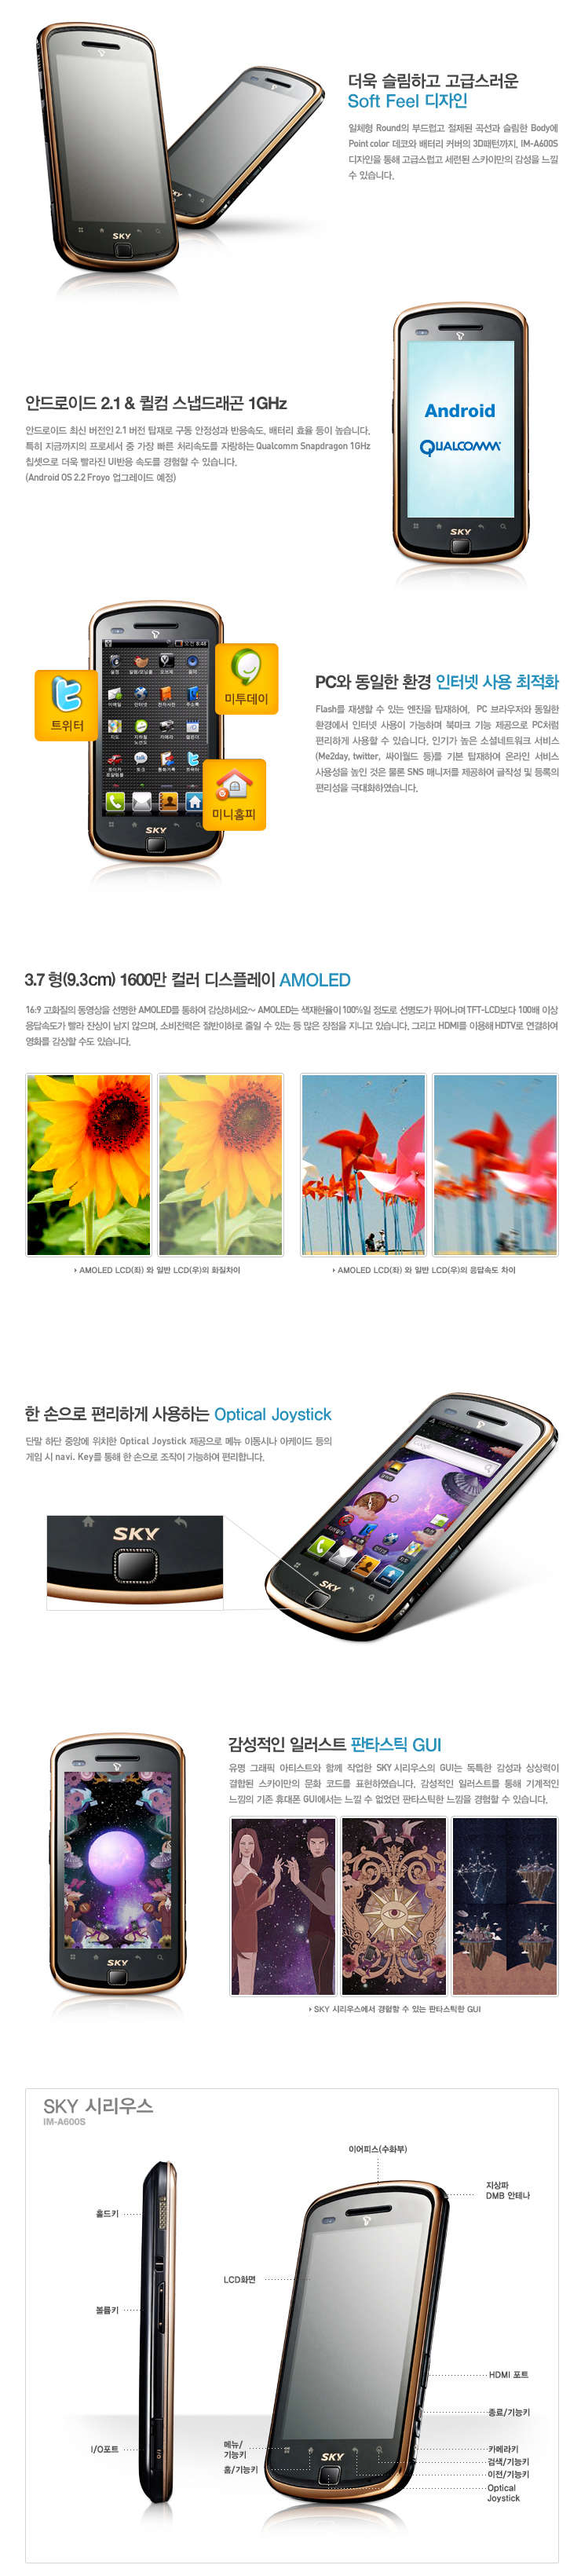 더욱 슬림하고 고급스러운
Soft Feel 디자인
일체형 Round의 부드럽고 절제된 곡선과 슬림한 Body에
Point color 데코와 배터리 커버의 3D패턴까지, IM-A600S
디자인을 통해 고급스럽고 세련된 스카이만의 감성을 느낄
수 있습니다.
SKY
안드로이드 2.1 & 퀄컴 스냅드래곤 1GHz
안드로이드 최신 버전인 2.1 버전 탑재로 구동 안정성과 반응속도, 배터리 효율 등이 높습니다.
특히 지금까지의 프로세서 중 가장 빠른 처리속도를 자랑하는 Qualcomm Snapdragon 1GHz
칩셋으로 더욱 빨라진 UI반응 속도를 경험할 수 있습니다.
(Android OS 2.2 Froyo 업그레이드 예정)
Android
QUALCOMM
SKY
트위터
미투데이
미니홈피
SKY
PC와 동일한 환경 인터넷 사용 최적화
Flash를 재생할 수 있는 엔진을 탑재하여, PC 브라우저와 동일한
환경에서 인터넷 사용이 가능하며 북마크 기능 제공으로 PC처럼
편리하게 사용할 수 있습니다. 인기가 높은 소셜네트워크 서비스
(Me2day, twitter, 싸이월드 등)를 기본 탑재하여 온라인 서비스
사용성을 높인 것은 물론 SNS 매니저를 제공하여 글작성 및 등록의
편리성을 극대화하였습니다.
3.7 형(9.3cm) 1600만 컬러 디스플레이 AMOLED
16:9 고화질의 동영상을 선명한 AMOLED를 통하여 감상하세요~ AMOLED는 색재현율이 100%일 정도로 선명도가 뛰어나며 TFT-LCD보다 100배 이상
응답속도가 빨라 잔상이 남지 않으며, 소비전력은 절반이하로 줄일 수 있는 등 많은 장점을 지니고 있습니다. 그리고 HDMI를 이용해 HDTV로 연결하여
영화를 감상할 수도 있습니다.
AMOLED LCD(좌) 와 일반 LCD(우)의 화질차이
AMOLED LCD(좌) 와 일반 LCD(우)의 응답속도 차이
한 손으로 편리하게 사용하는 Optical Joystick
단말 하단 중앙에 위치한 Optical Joystick 제공으로 메뉴 이동시나 아케이드 등의
게임 시 navi. Key를 통해 한 손으로 조작이 가능하여 편리합니다.
SKY
SKY
감성적인 일러스트 판타스틱 GUI
유명 그래픽 아티스트와 함께 작업한 SKY 시리우스의 GUI는 독특한 감성과 상상력이
결합된 스카이만의 문화 코드를 표현하였습니다. 감성적인 일러스트를 통해 기계적인
느낌의 기존 휴대폰 GUI에서는 느낄 수 없었던 판타스틱한 느낌을 경험할 수 있습니다.
SKY
SKY 시리우스에서 경험할 수 있는 판타스틱한 GUI
SKY 시리우스
IM-A600S
이어피스(수화부)
지상파
DMB 안테나
홀드키
LCD화면
볼륨키
HDMI 포트
종료/기능키
I/O포트
메뉴/
기능키
홈/기능키
SKY
카메라키
검색/기능키
이전/기능키
Optical
Joystick